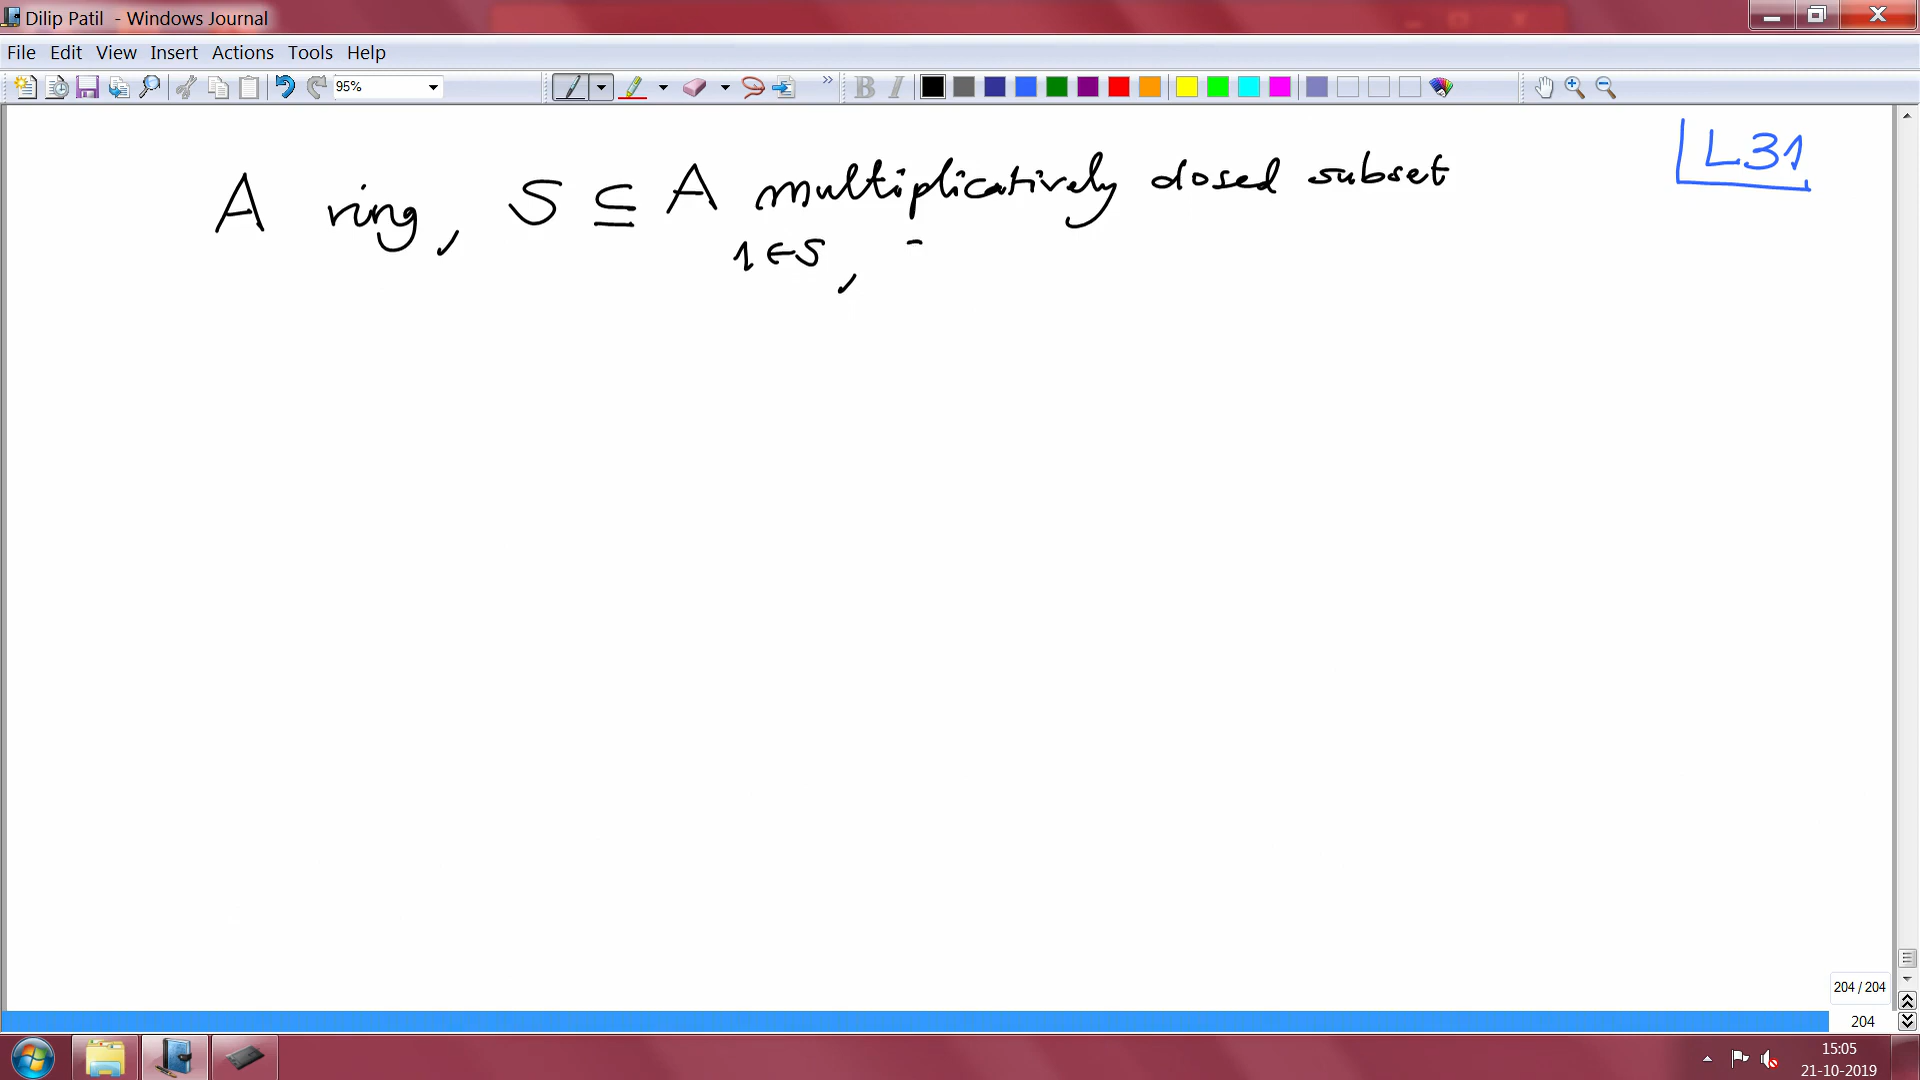 Dilip Patil - Windows Journal
File Edit View Insert Actions Tools Help
95%
B I
L31
A ring, S ⊆ A multiplicatively closed subset
1 ∈ S ,
204 / 204
204
15:05
21-10-2019